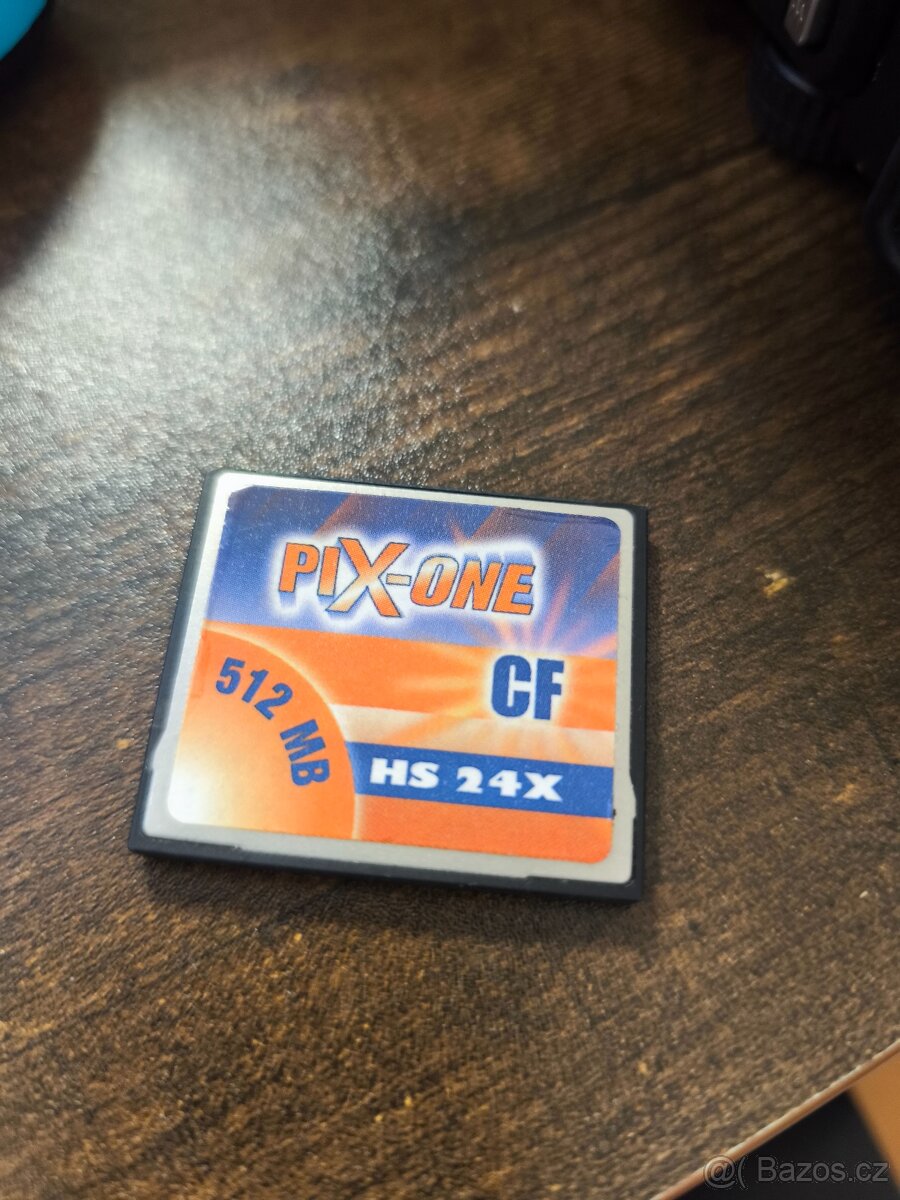 PIX-ONE
CF
512 MB
HS 24X
@( Bazos.cz